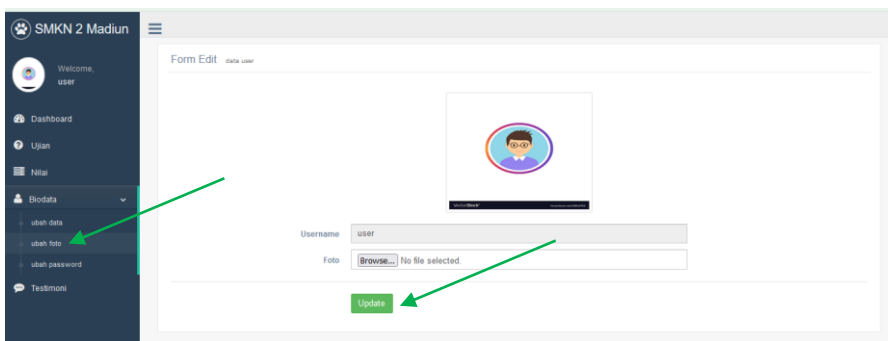 SMKN 2 Madiun
Welcome,
user
Dashboard
Ujian
Nilai
Biodata
ubah data
ubah foto
ubah password
Testimoni
Form Edit data user
Username user
Foto Browse... No file selected.
Update